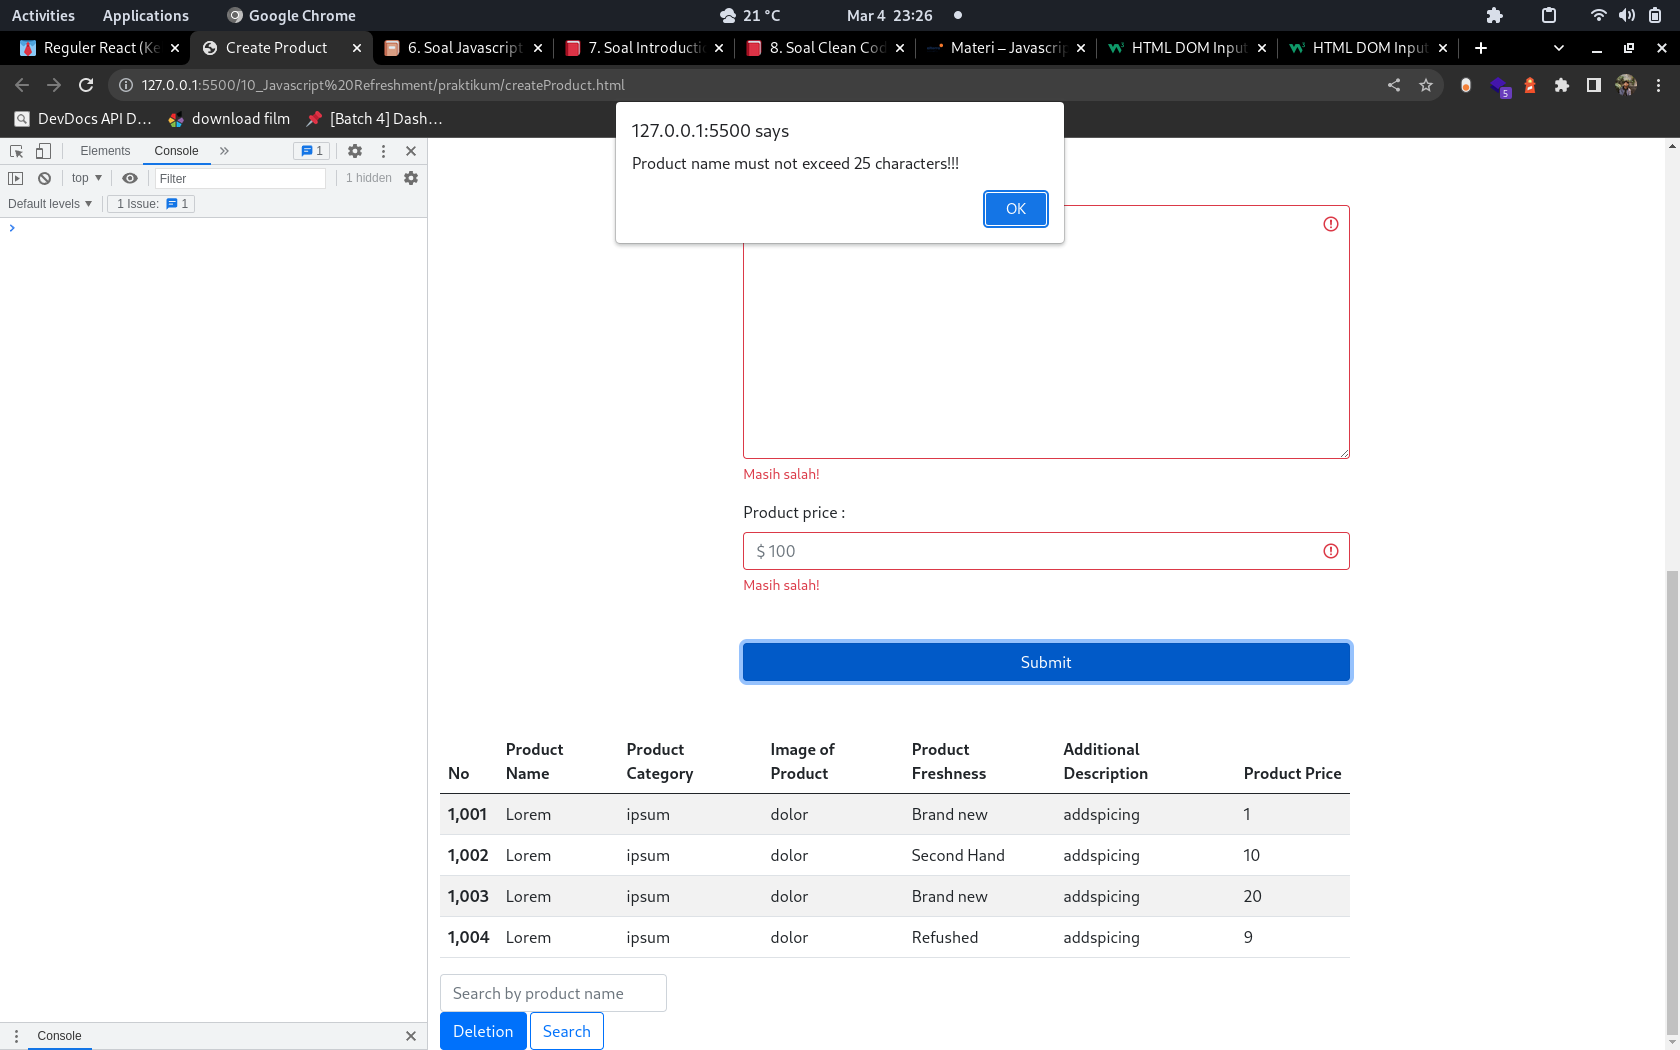 Activities Applications Google Chrome 21 °C Mar 4 23:26
Reguler React (Ke Create Product 6. Soal Javascript 7. Soal Introductio 8. Soal Clean Cod Materi – Javascrip HTML DOM Input HTML DOM Input
127.0.0.1:5500/10_Javascript%20Refreshment/praktikum/createProduct.html 5
DevDocs API D... download film [Batch 4] Dash...
127.0.0.1:5500 says
Product name must not exceed 25 characters!!!
OK
Elements Console 1
top Filter 1 hidden
Default levels 1 Issue: 1
Masih salah!
Product price :
$ 100
Masih salah!
Submit
No Product Name Product Category Image of Product Product Freshness Additional Description Product Price
1,001 Lorem ipsum dolor Brand new addspicing 1
1,002 Lorem ipsum dolor Second Hand addspicing 10
1,003 Lorem ipsum dolor Brand new addspicing 20
1,004 Lorem ipsum dolor Refushed addspicing 9
Search by product name
Deletion Search
Console